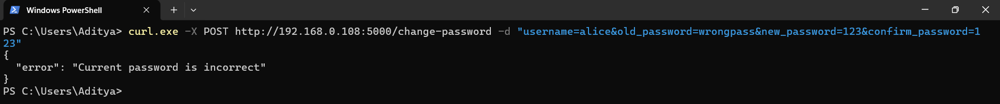 Windows PowerShell
PS C:\Users\Aditya> curl.exe -X POST http://192.168.0.108:5000/change-password -d "username=alice&old_password=wrongpass&new_password=123&confirm_password=1
23"
{
  "error": "Current password is incorrect"
}
PS C:\Users\Aditya>